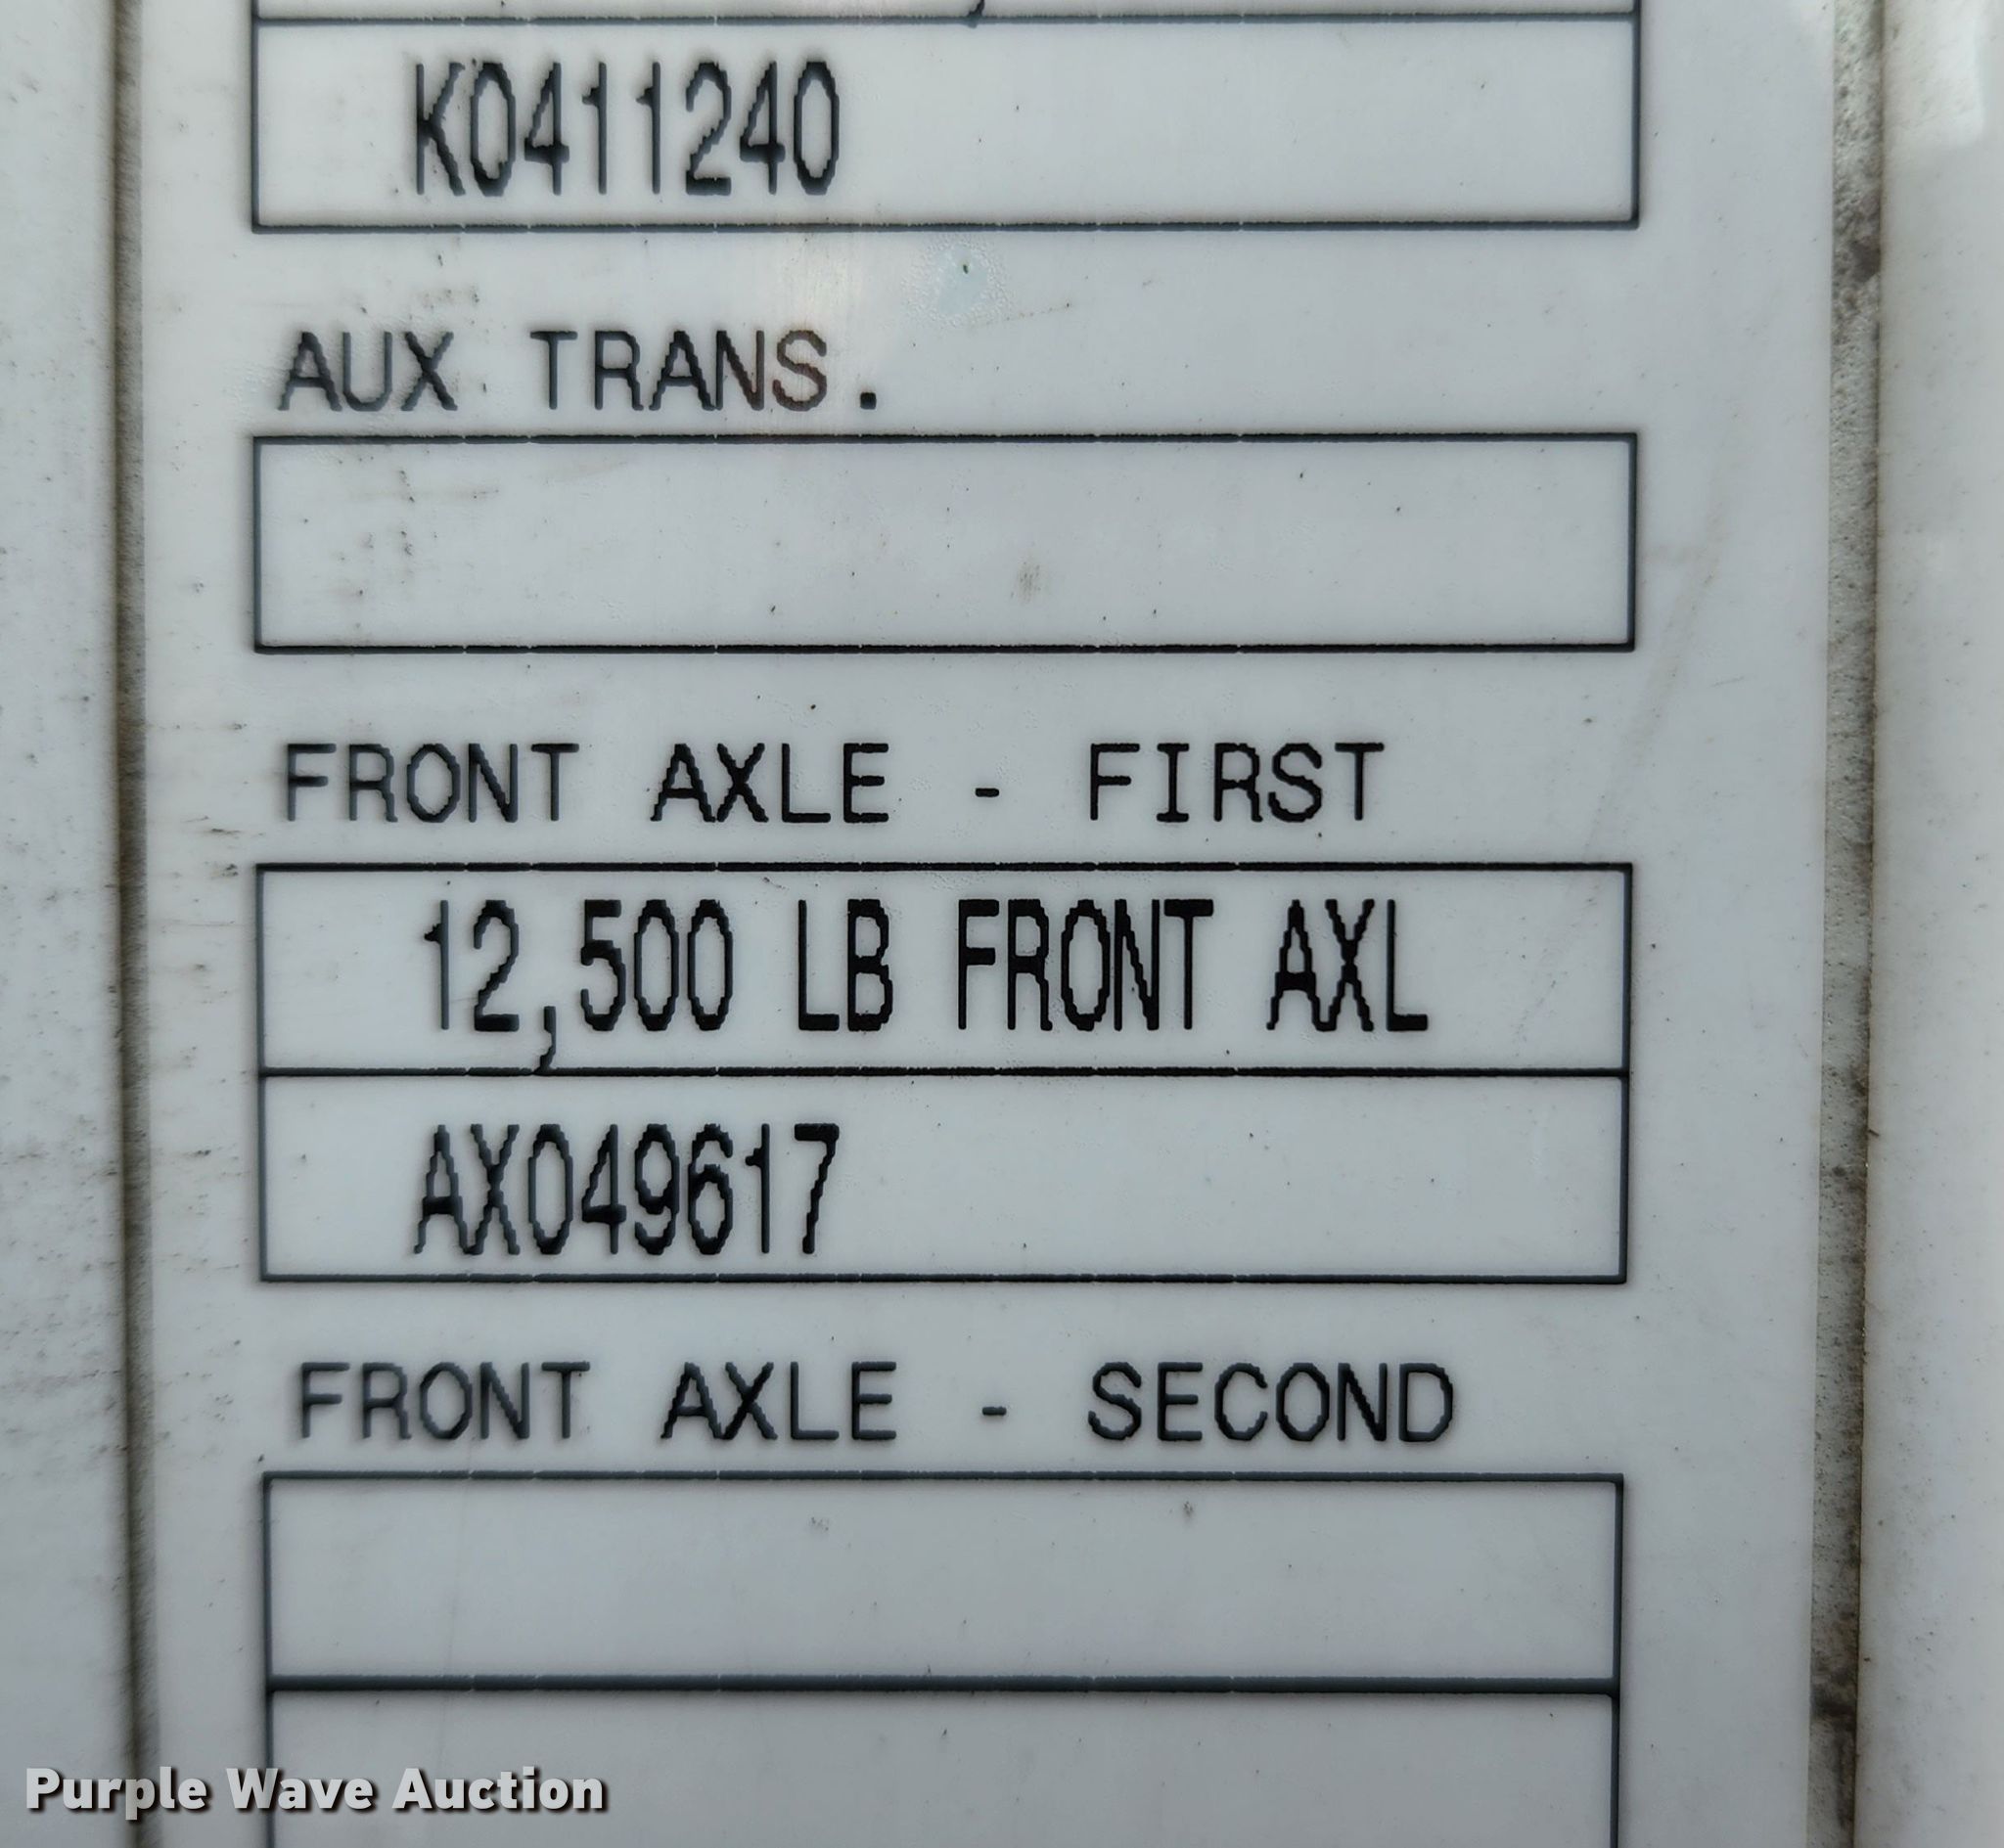 K0411240
AUX TRANS.
FRONT AXLE - FIRST
12,500 LB FRONT AXL
AX049617
FRONT AXLE - SECOND
Purple Wave Auction